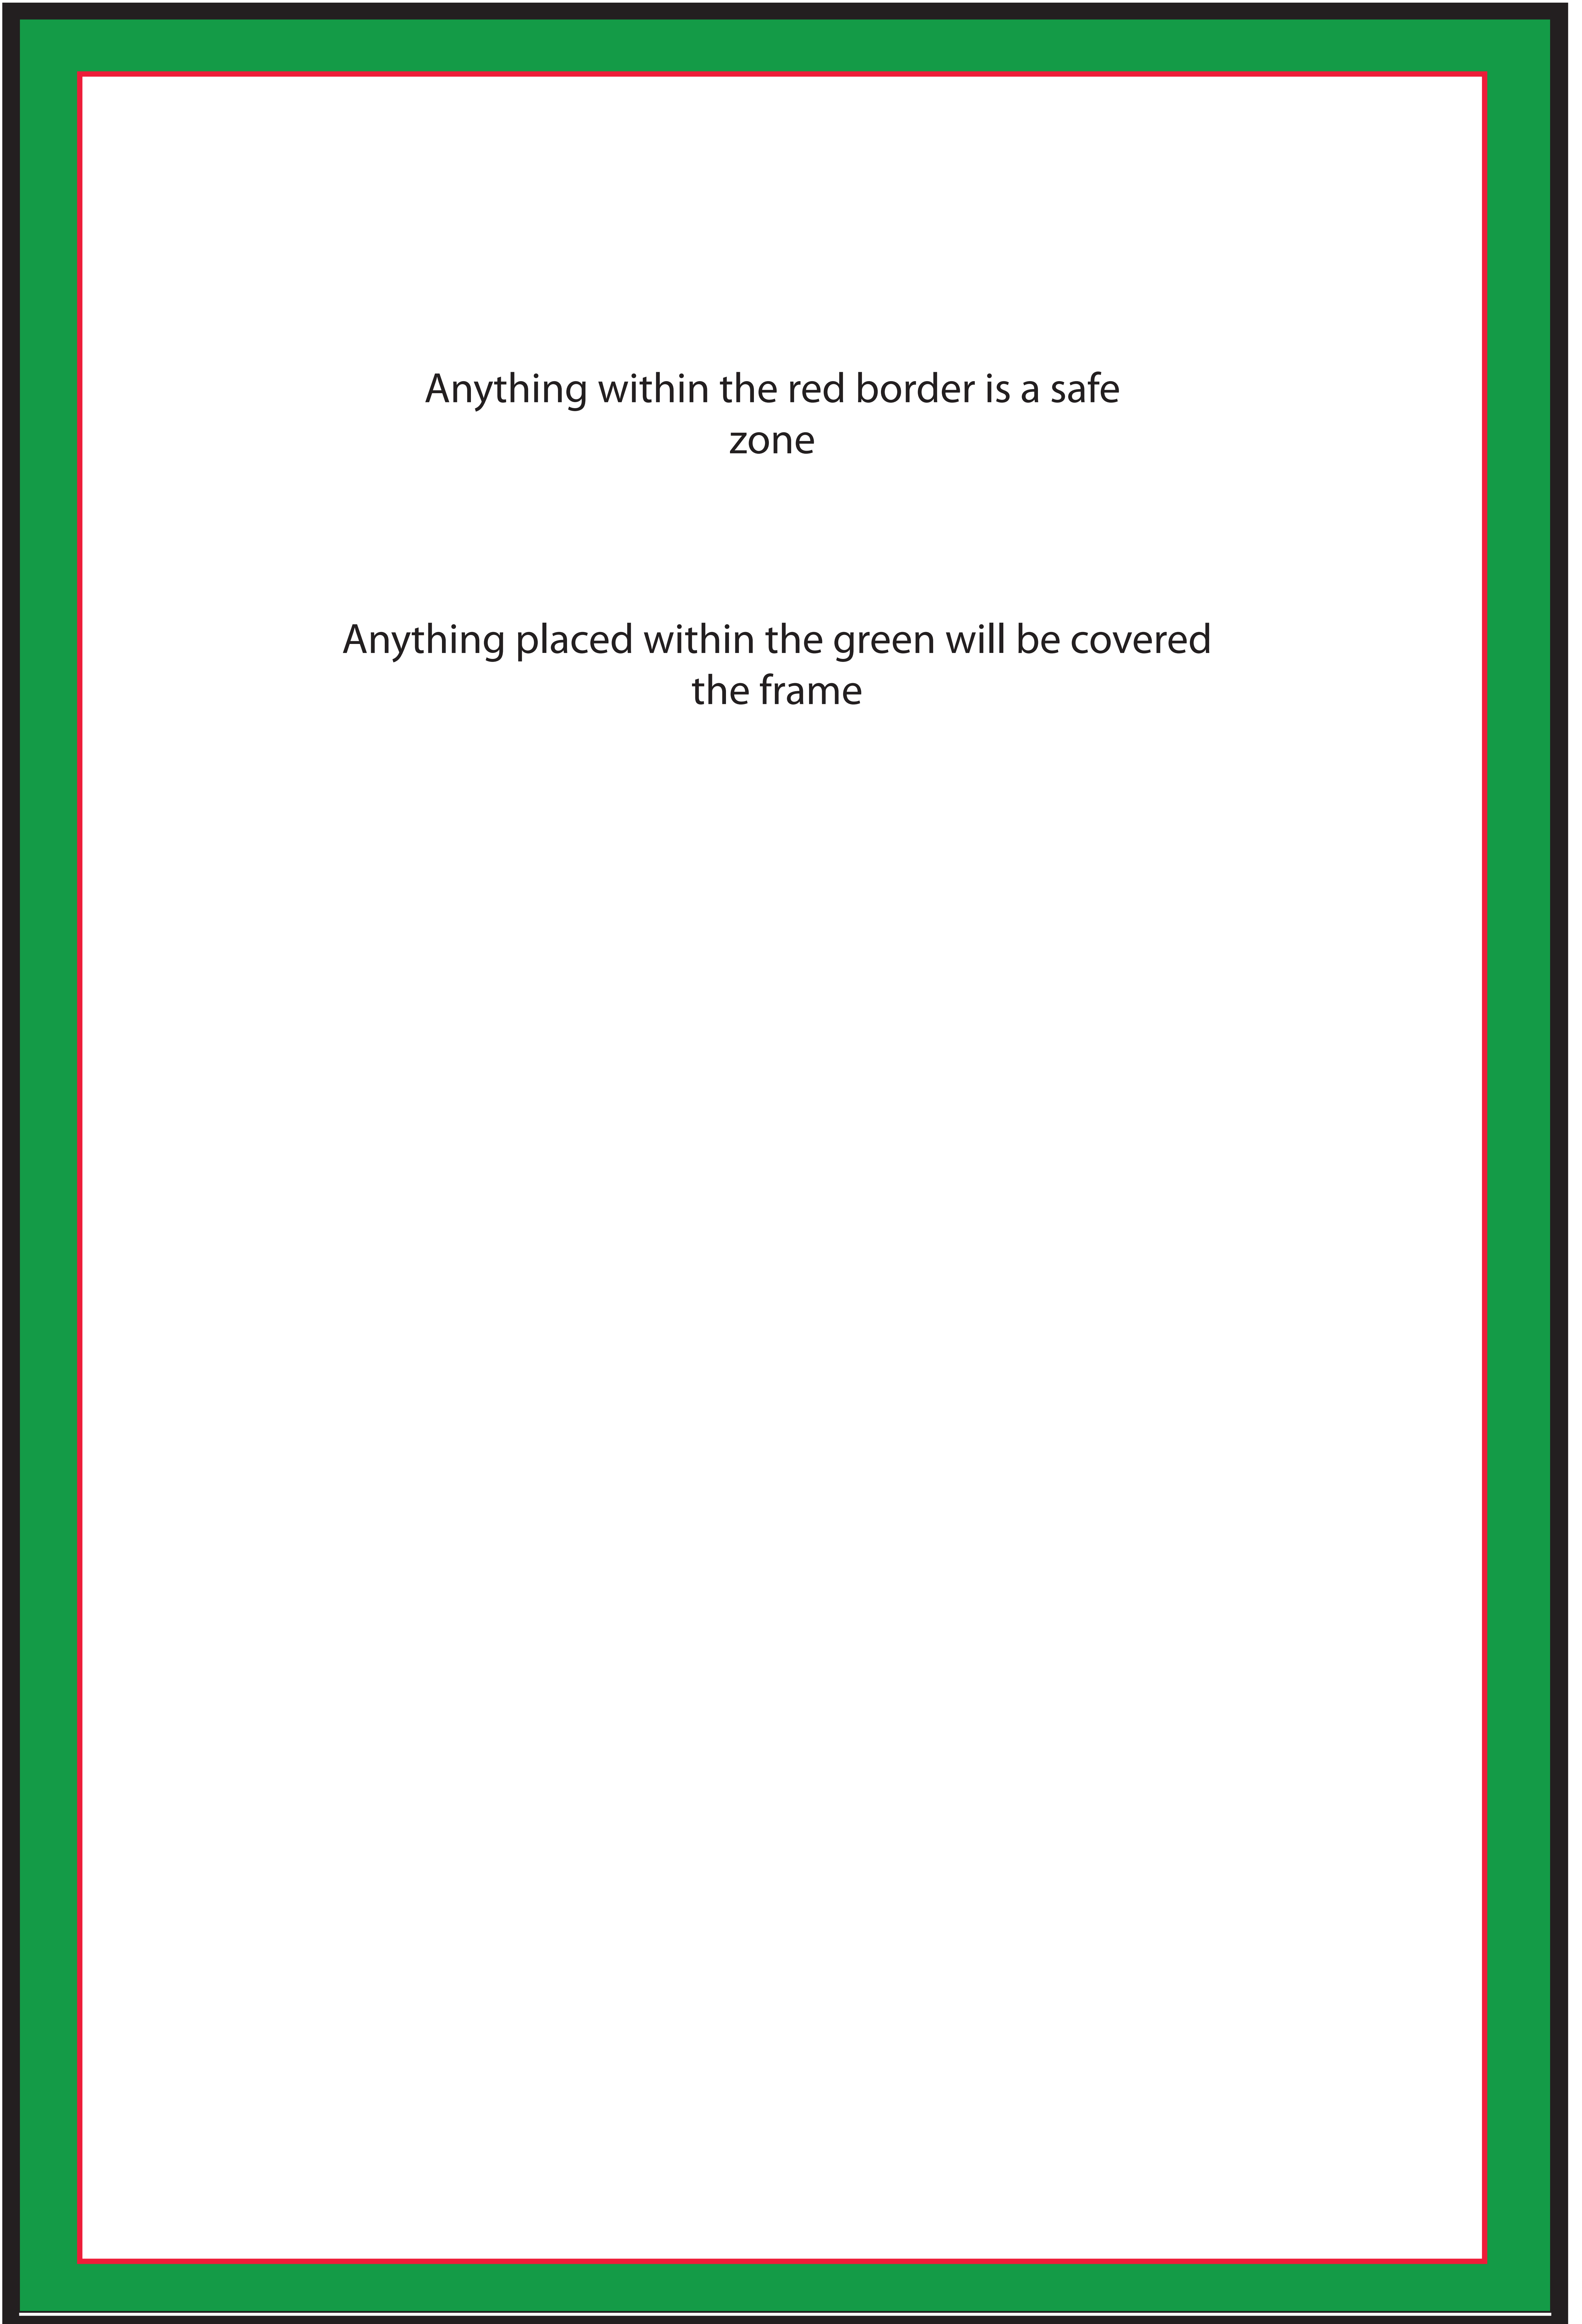 Anything within the red border is a safe
zone
Anything placed within the green will be covered
the frame